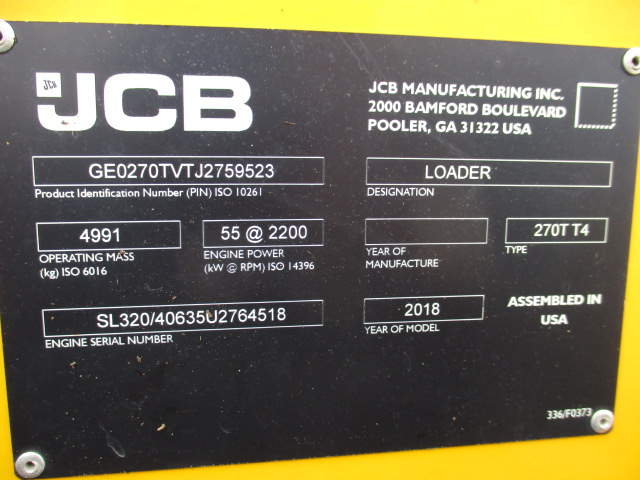 JCB
JCB
JCB MANUFACTURING INC.
2000 BAMFORD BOULEVARD
POOLER, GA 31322 USA
GE0270TVTJ2759523
Product Identification Number (PIN) ISO 10261
LOADER
DESIGNATION
4991
OPERATING MASS
(kg) ISO 6016
55 @ 2200
ENGINE POWER
(kW @ RPM) ISO 14396
YEAR OF
MANUFACTURE
270T T4
TYPE
SL320/40635U2764518
ENGINE SERIAL NUMBER
2018
YEAR OF MODEL
ASSEMBLED IN
USA
336/F0373